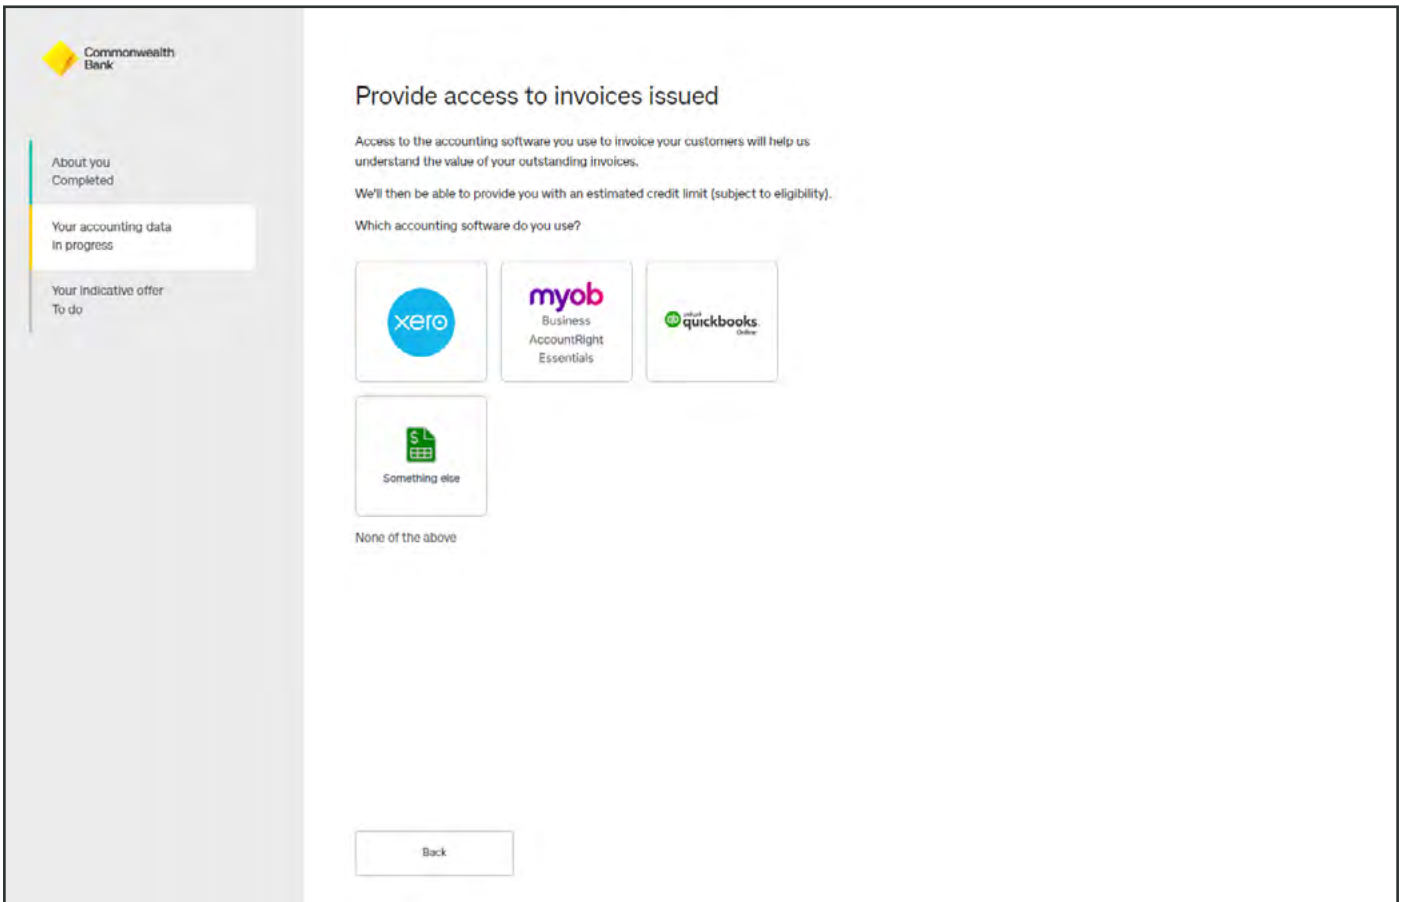 Commonwealth
Bank
About you
Completed
Your accounting data
In progress
Your indicative offer
To do
Provide access to invoices issued
Access to the accounting software you use to invoice your customers will help us
understand the value of your outstanding invoices.
We'll then be able to provide you with an estimated credit limit (subject to eligibility).
Which accounting software do you use?
xero
myob
Business
AccountRight
Essentials
qb
intuit
quickbooks.
Online
Something else
None of the above
Back